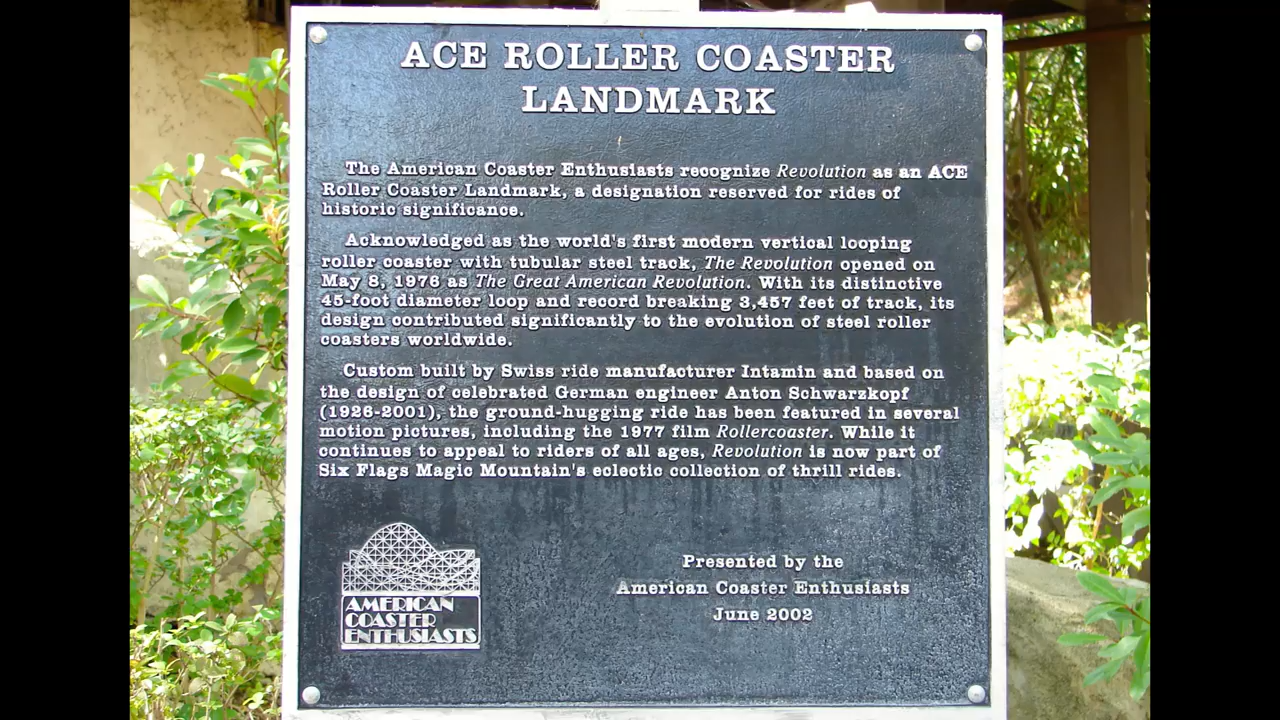 ACE ROLLER COASTER
LANDMARK
The American Coaster Enthusiasts recognize Revolution as an ACE
Roller Coaster Landmark, a designation reserved for rides of
historic significance.
Acknowledged as the world's first modern vertical looping
roller coaster with tubular steel track, The Revolution opened on
May 8, 1976 as The Great American Revolution. With its distinctive
45-foot diameter loop and record breaking 3,457 feet of track, its
design contributed significantly to the evolution of steel roller
coasters worldwide.
Custom built by Swiss ride manufacturer Intamin and based on
the design of celebrated German engineer Anton Schwarzkopf
(1926-2001), the ground-hugging ride has been featured in several
motion pictures, including the 1977 film Rollercoaster. While it
continues to appeal to riders of all ages, Revolution is now part of
Six Flags Magic Mountain's eclectic collection of thrill rides.
Presented by the
American Coaster Enthusiasts
June 2002
AMERICAN
COASTER
ENTHUSIASTS